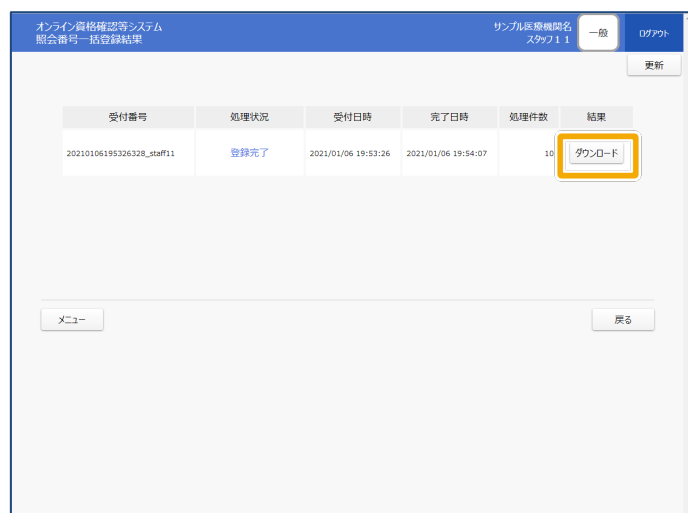 オンライン資格確認等システム
照会番号一括登録結果
サンプル医療機関名
スタッフ１１
一般
ログアウト
更新
受付番号 処理状況 受付日時 完了日時 処理件数 結果
20210106195326328_staff11 登録完了 2021/01/06 19:53:26 2021/01/06 19:54:07 10 ダウンロード
メニュー 戻る